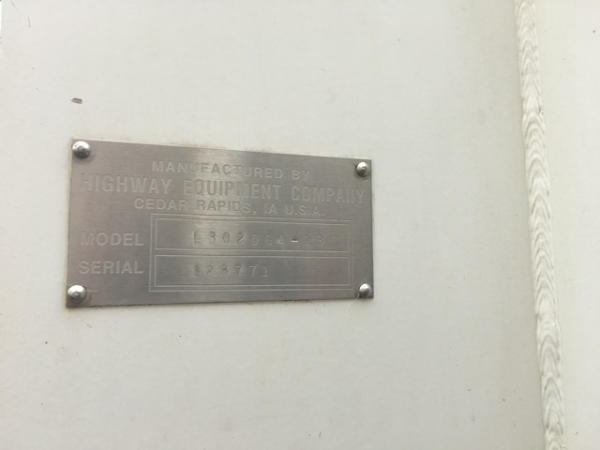 MANUFACTURED BY
HIGHWAY EQUIPMENT COMPANY
CEDAR RAPIDS, IA U.S.A.
MODEL
SERIAL